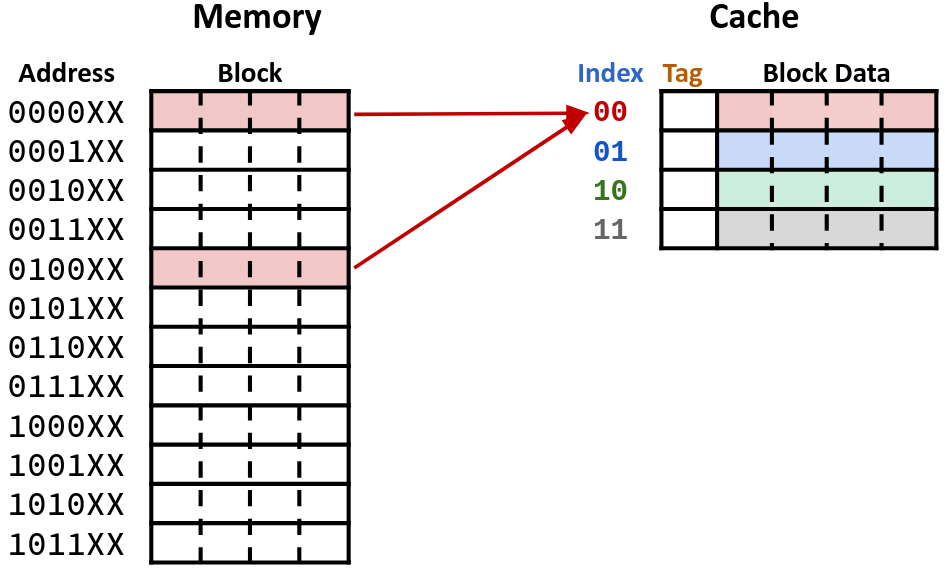 Memory Cache
Address Block Index Tag Block Data
0000XX 00
0001XX 01
0010XX 10
0011XX 11
0100XX
0101XX
0110XX
0111XX
1000XX
1001XX
1010XX
1011XX